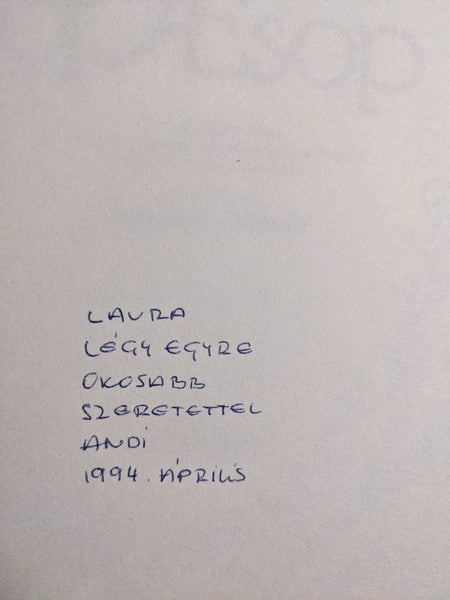 LAURA
LÉGY EGYRE
OKOSABB
SZERETETTEL
ANDI
1994. ÁPRILIS